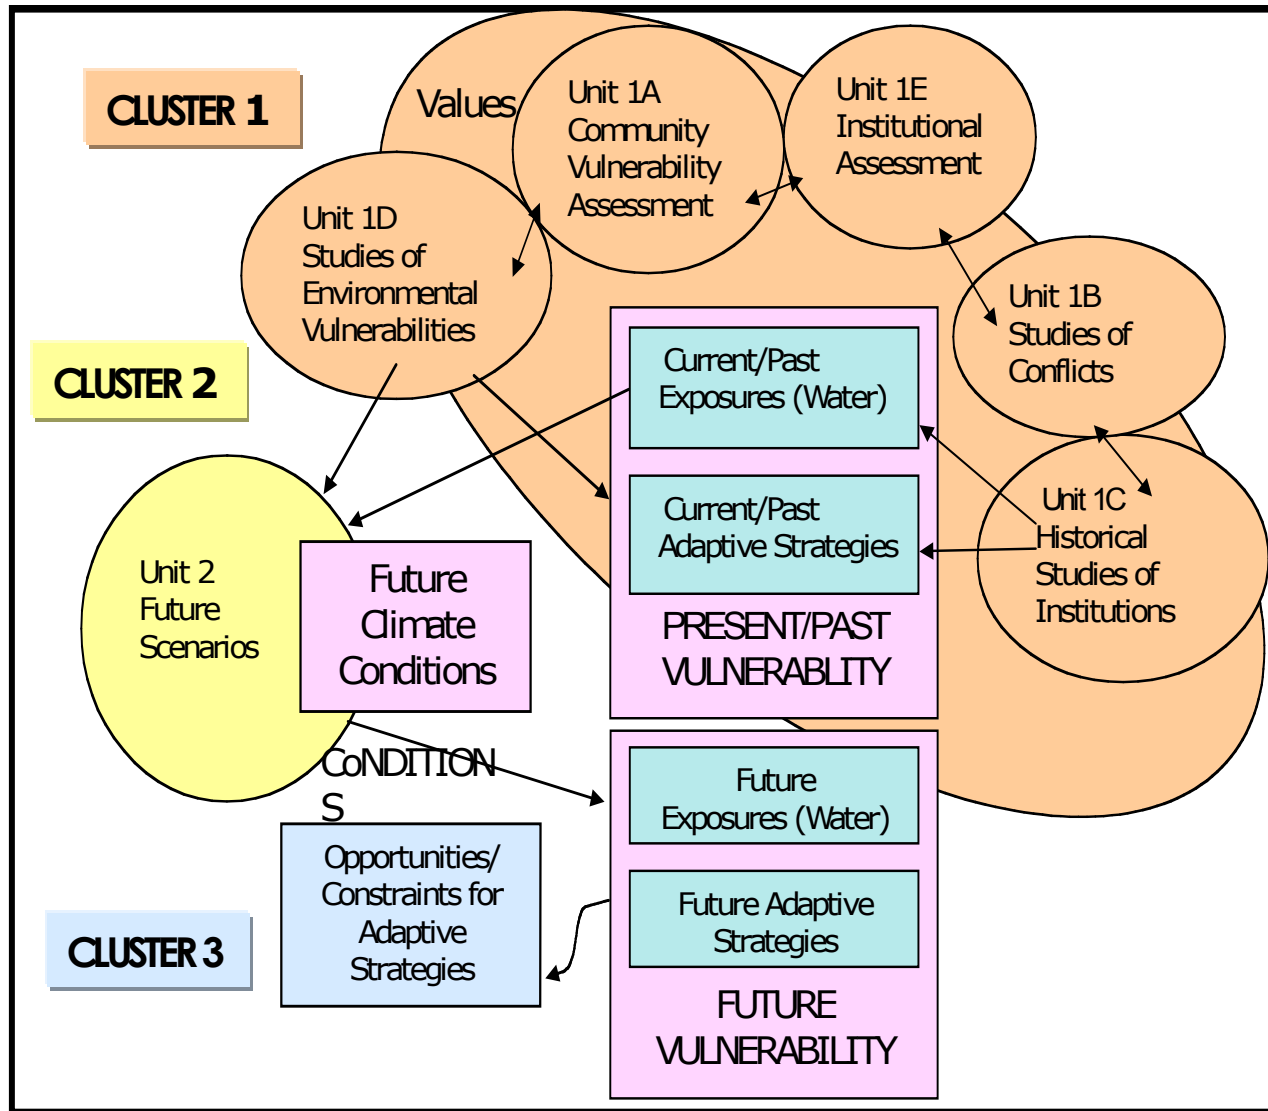 CLUSTER 1
Values
Unit 1A
Community
Vulnerability
Assessment
Unit 1E
Institutional
Assessment
Unit 1D
Studies of
Environmental
Vulnerabilities
Unit 1B
Studies of
Conflicts
CLUSTER 2
Current/Past
Exposures (Water)
Current/Past
Adaptive Strategies
PRESENT/PAST
VULNERABLITY
Unit 1C
Historical
Studies of
Institutions
Unit 2
Future
Scenarios
Future
Climate
Conditions
CoNDITION
S
Future
Exposures (Water)
Future Adaptive
Strategies
FUTURE
VULNERABILITY
Opportunities/
Constraints for
Adaptive
Strategies
CLUSTER 3